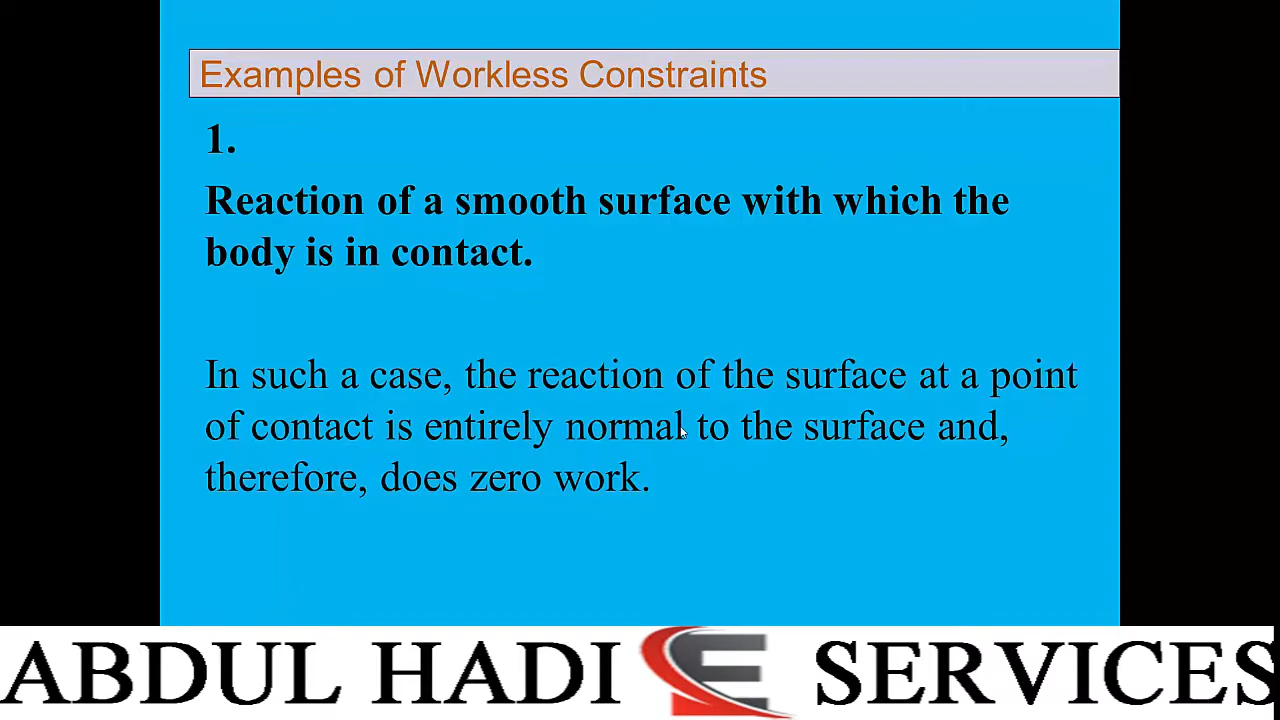 Examples of Workless Constraints
1.
Reaction of a smooth surface with which the
body is in contact.
In such a case, the reaction of the surface at a point
of contact is entirely normal to the surface and,
therefore, does zero work.
ABDUL HADI E SERVICES